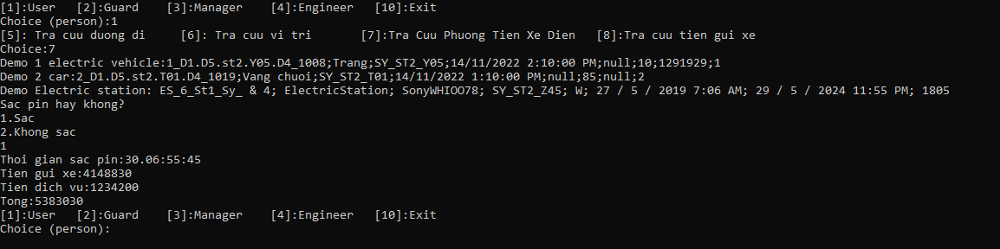 [1]:User [2]:Guard [3]:Manager [4]:Engineer [10]:Exit
Choice (person):1
[5]: Tra cuu duong di [6]: Tra cuu vi tri [7]:Tra Cuu Phuong Tien Xe Dien [8]:Tra cuu tien gui xe
Choice:7
Demo 1 electric vehicle:1_D1.D5.st2.Y05.D4_1008;Trang;SY_ST2_Y05;14/11/2022 2:10:00 PM;null;10;1291929;1
Demo 2 car:2_D1.D5.st2.T01.D4_1019;Vang chuoi;SY_ST2_T01;14/11/2022 1:10:00 PM;null;85;null;2
Demo Electric station: ES_6_St1_Sy_ & 4; ElectricStation; SonyWHIOO78; SY_ST2_Z45; W; 27 / 5 / 2019 7:06 AM; 29 / 5 / 2024 11:55 PM; 1805
Sac pin hay khong?
1.Sac
2.Khong sac
1
Thoi gian sac pin:30.06:55:45
Tien gui xe:4148830
Tien dich vu:1234200
Tong:5383030
[1]:User [2]:Guard [3]:Manager [4]:Engineer [10]:Exit
Choice (person):